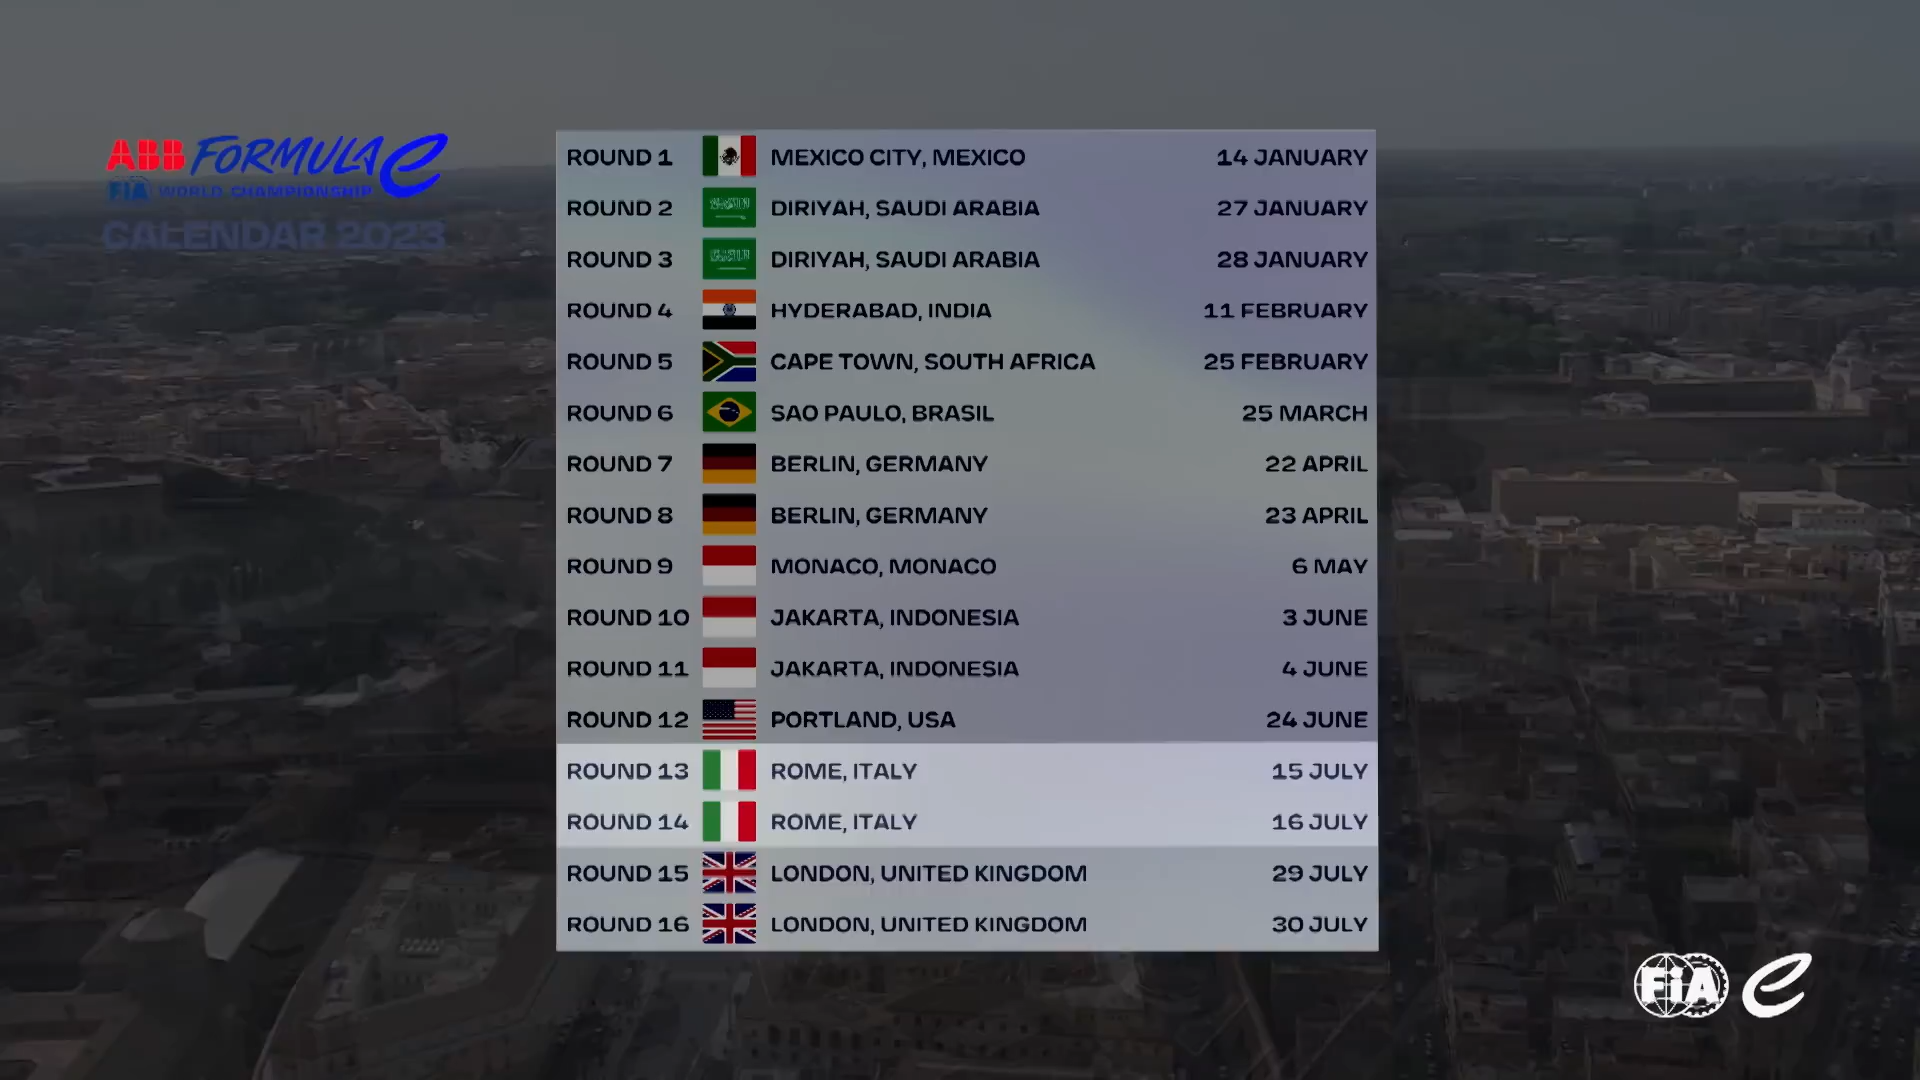 ABB FORMULA E
FIA WORLD CHAMPIONSHIP
CALENDAR 2023
ROUND 1 MEXICO CITY, MEXICO 14 JANUARY
ROUND 2 DIRIYAH, SAUDI ARABIA 27 JANUARY
ROUND 3 DIRIYAH, SAUDI ARABIA 28 JANUARY
ROUND 4 HYDERABAD, INDIA 11 FEBRUARY
ROUND 5 CAPE TOWN, SOUTH AFRICA 25 FEBRUARY
ROUND 6 SAO PAULO, BRASIL 25 MARCH
ROUND 7 BERLIN, GERMANY 22 APRIL
ROUND 8 BERLIN, GERMANY 23 APRIL
ROUND 9 MONACO, MONACO 6 MAY
ROUND 10 JAKARTA, INDONESIA 3 JUNE
ROUND 11 JAKARTA, INDONESIA 4 JUNE
ROUND 12 PORTLAND, USA 24 JUNE
ROUND 13 ROME, ITALY 15 JULY
ROUND 14 ROME, ITALY 16 JULY
ROUND 15 LONDON, UNITED KINGDOM 29 JULY
ROUND 16 LONDON, UNITED KINGDOM 30 JULY
FiA e